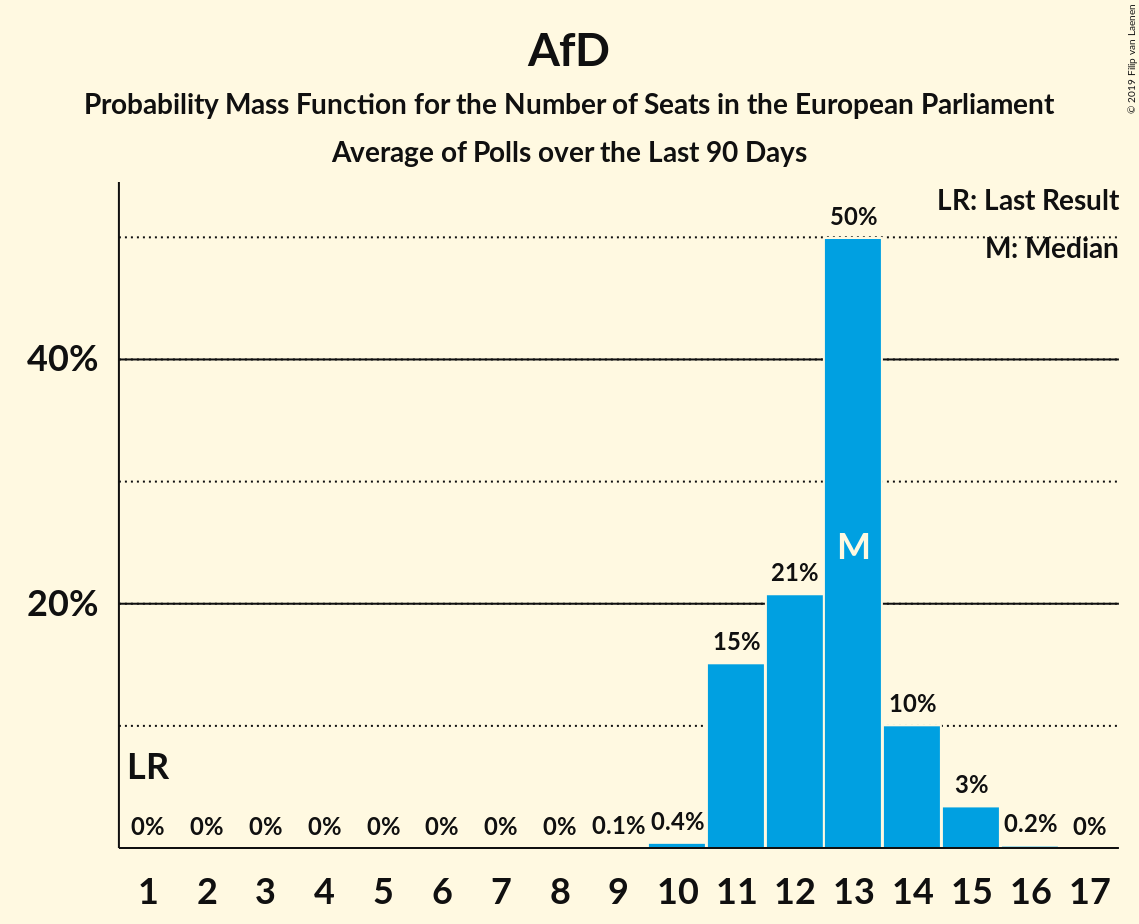 AfD
Probability Mass Function for the Number of Seats in the European Parliament
Average of Polls over the Last 90 Days
© 2019 Filip van Laenen
LR: Last Result
M: Median
50%
40%
M
21%
20%
15%
10%
LR
3%
0% 0% 0% 0% 0% 0% 0% 0% 0.1% 0.4% 0.2% 0%
1 2 3 4 5 6 7 8 9 10 11 12 13 14 15 16 17